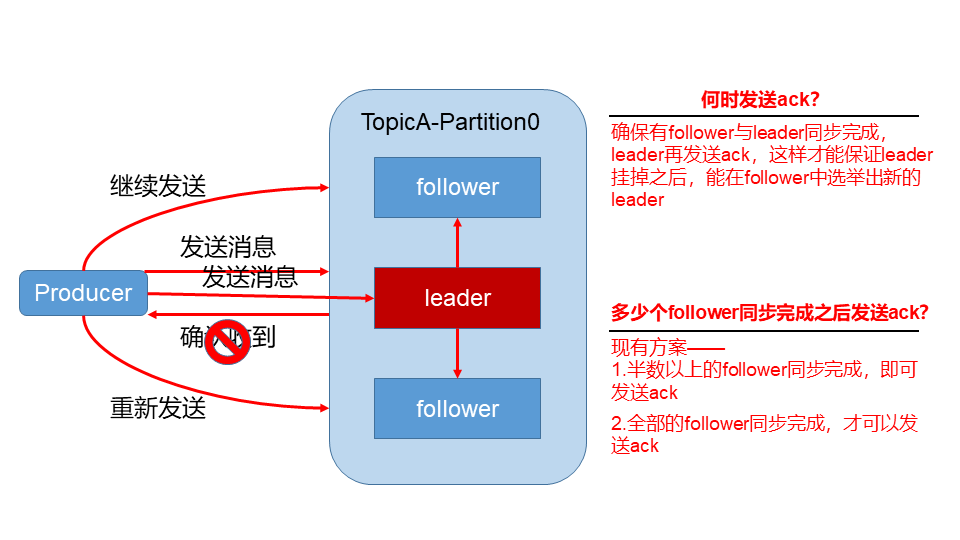 TopicA-Partition0
继续发送
follower
发送消息
发送消息
Producer
leader
确认收到
重新发送
follower
何时发送ack?
确保有follower与leader同步完成，
leader再发送ack，这样才能保证leader
挂掉之后，能在follower中选举出新的
leader
多少个follower同步完成之后发送ack?
现有方案——
1.半数以上的follower同步完成，即可
发送ack
2.全部的follower同步完成，才可以发
送ack